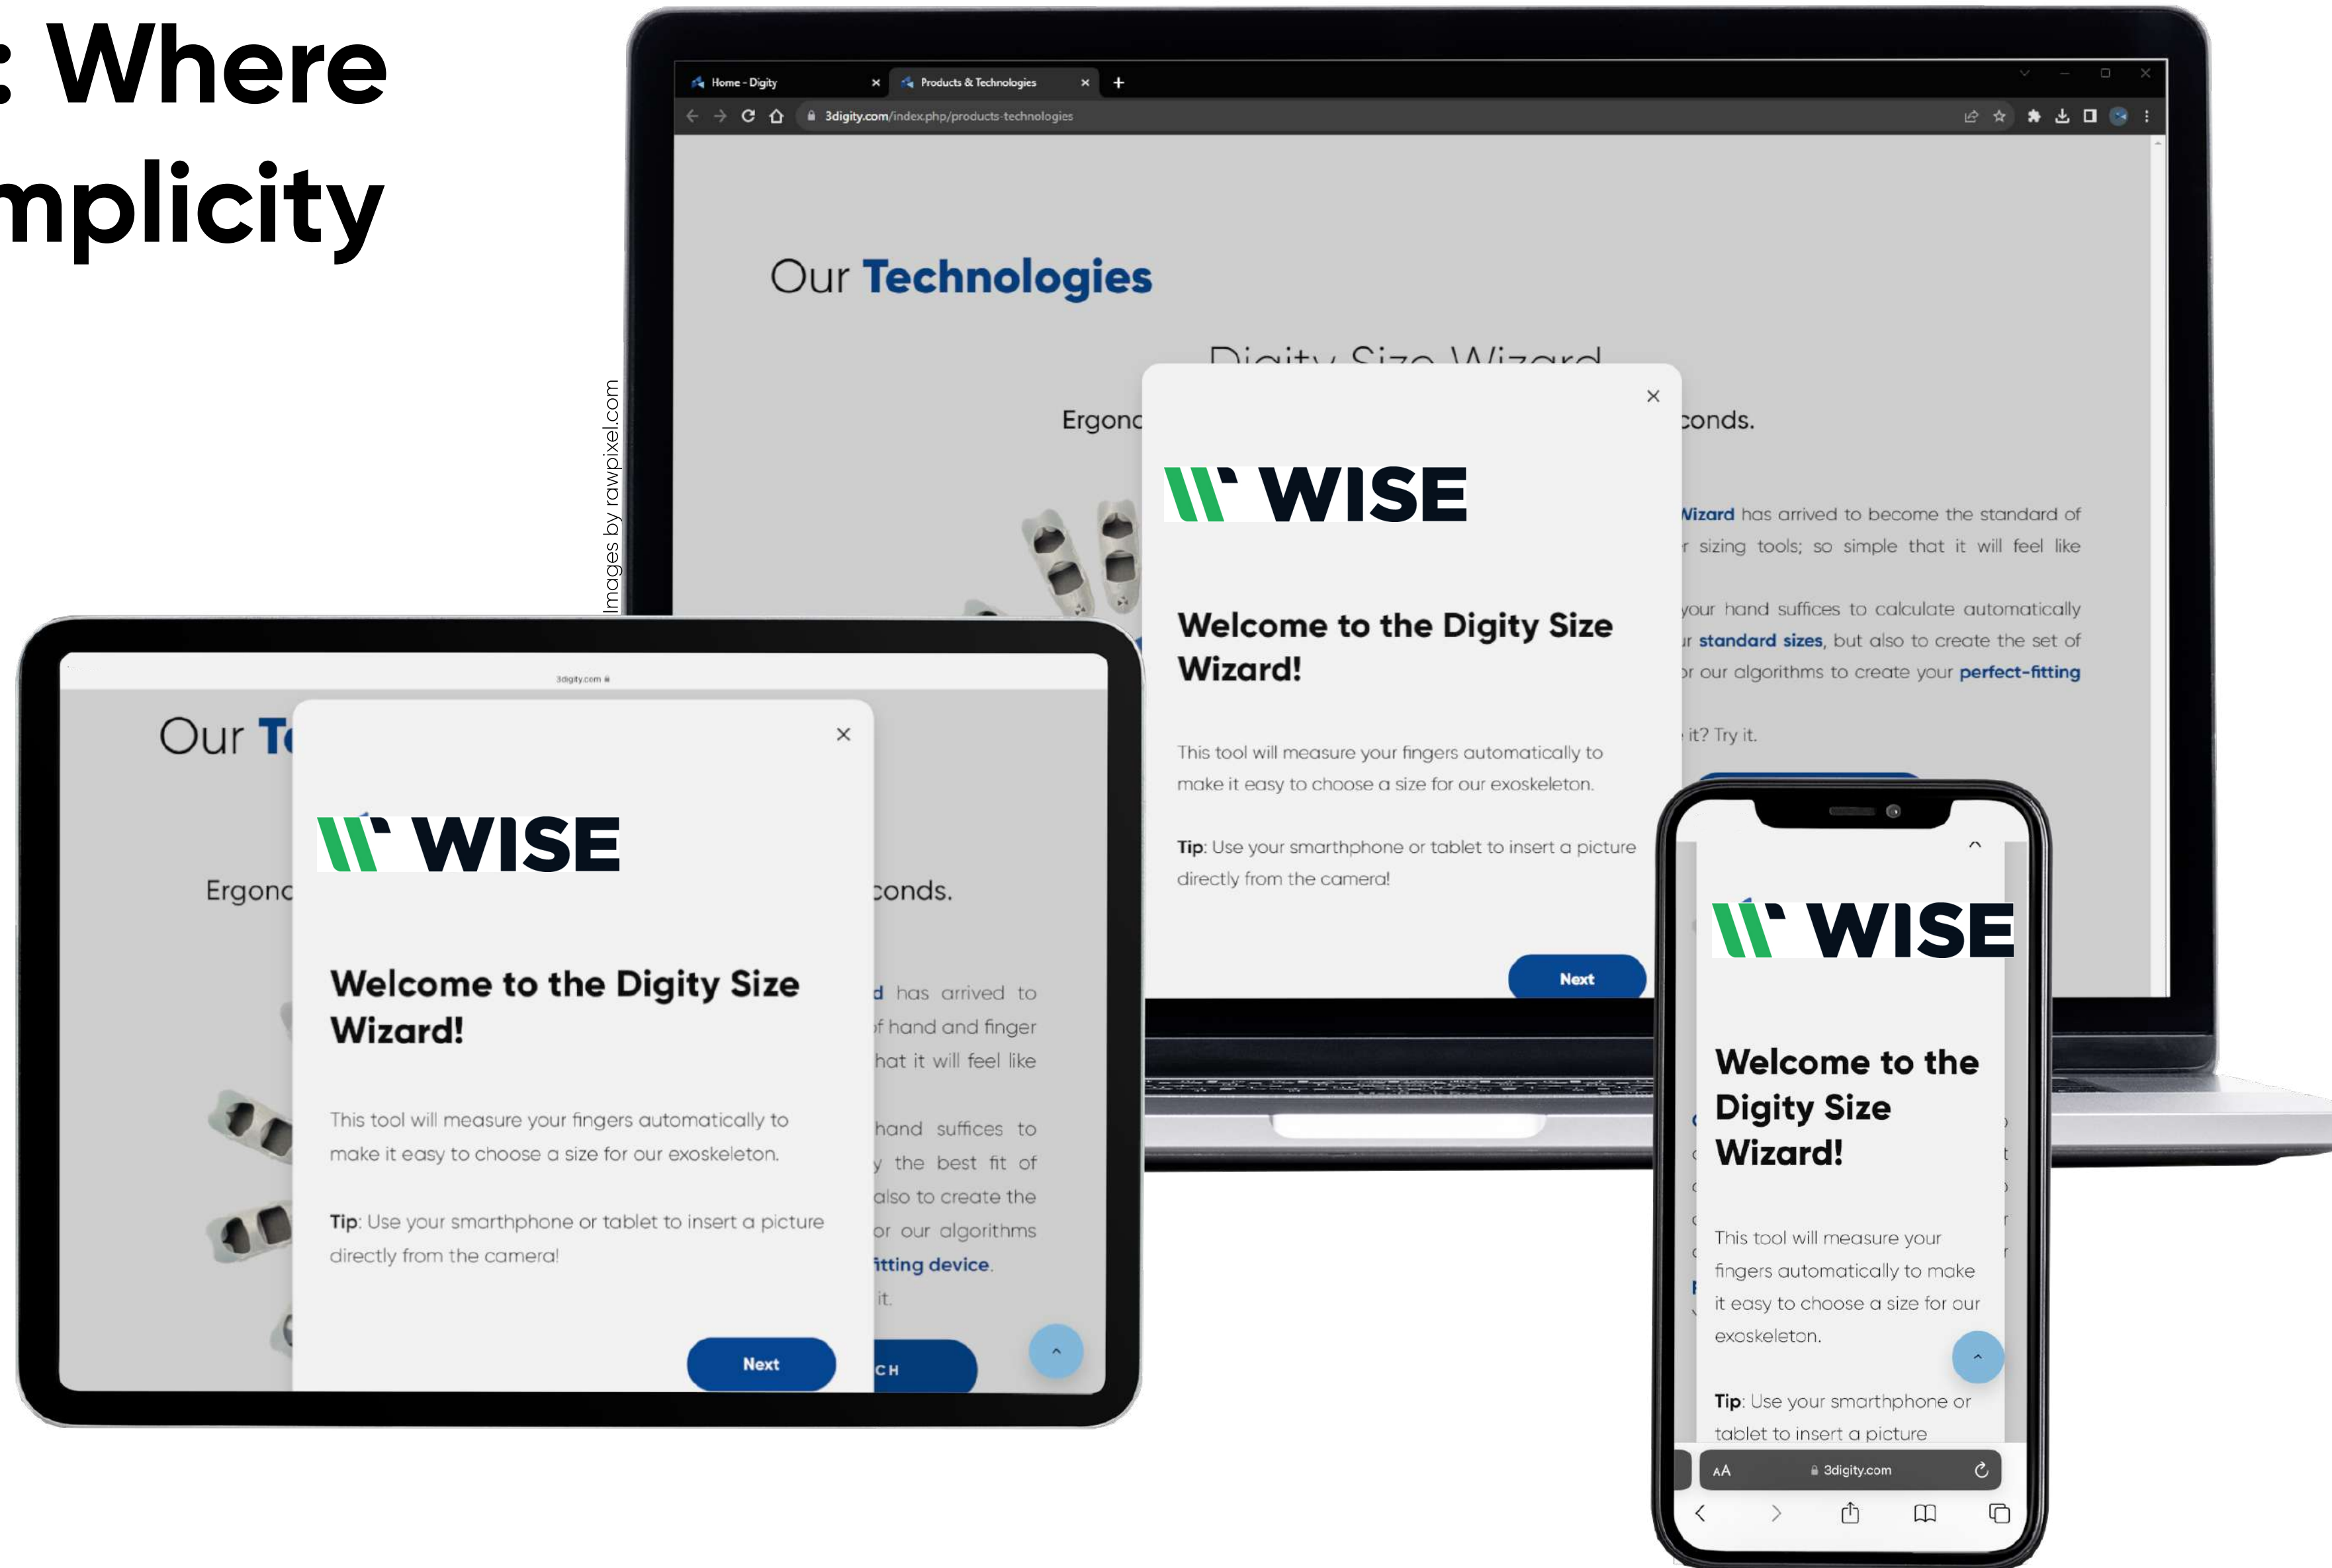 : Where
mplicity
Images by rawpixel.com
Home - Digity
Products & Technologies
3digity.com/index.php/products-technologies
Our Technologies
Digity Size Wizard
Ergono
conds.
WISE
Wizard has arrived to become the standard of
r sizing tools; so simple that it will feel like
your hand suffices to calculate automatically
ur standard sizes, but also to create the set of
or our algorithms to create your perfect-fitting
it? Try it.
Welcome to the Digity Size
Wizard!
This tool will measure your fingers automatically to
make it easy to choose a size for our exoskeleton.
Tip: Use your smarthphone or tablet to insert a picture
directly from the camera!
Next
3digity.com
Our Te
Ergono
conds.
WISE
Welcome to the Digity Size
Wizard!
This tool will measure your fingers automatically to
make it easy to choose a size for our exoskeleton.
Tip: Use your smarthphone or tablet to insert a picture
directly from the camera!
Next
d has arrived to
of hand and finger
hat it will feel like
hand suffices to
y the best fit of
also to create the
or our algorithms
itting device.
it.
CH
WISE
Welcome to the
Digity Size
Wizard!
This tool will measure your
fingers automatically to make
it easy to choose a size for our
exoskeleton.
Tip: Use your smarthphone or
tablet to insert a picture
AA
3digity.com